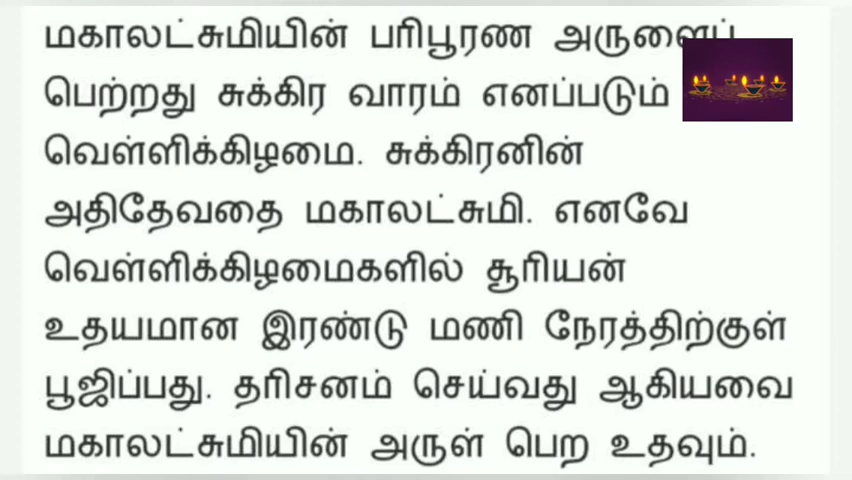 மகாலட்சுமியின் பரிபூரண அருளைப்
பெற்றது சுக்கிர வாரம் எனப்படும்
வெள்ளிக்கிழமை. சுக்கிரனின்
அதிதேவதை மகாலட்சுமி. எனவே
வெள்ளிக்கிழமைகளில் சூரியன்
உதயமான இரண்டு மணி நேரத்திற்குள்
பூஜிப்பது. தரிசனம் செய்வது ஆகியவை
மகாலட்சுமியின் அருள் பெற உதவும்.